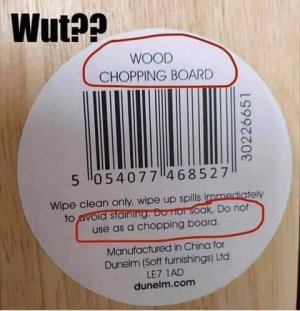 Wut??
WOOD
CHOPPING BOARD
5 054077 468527
30226651
Wipe clean only, wipe up spills immediately
to avoid staining. Do not soak, Do not
use as a chopping board.
Manufactured in China for
Dunelm (Soft furnishings) Ltd
LE7 1AD
dunelm.com